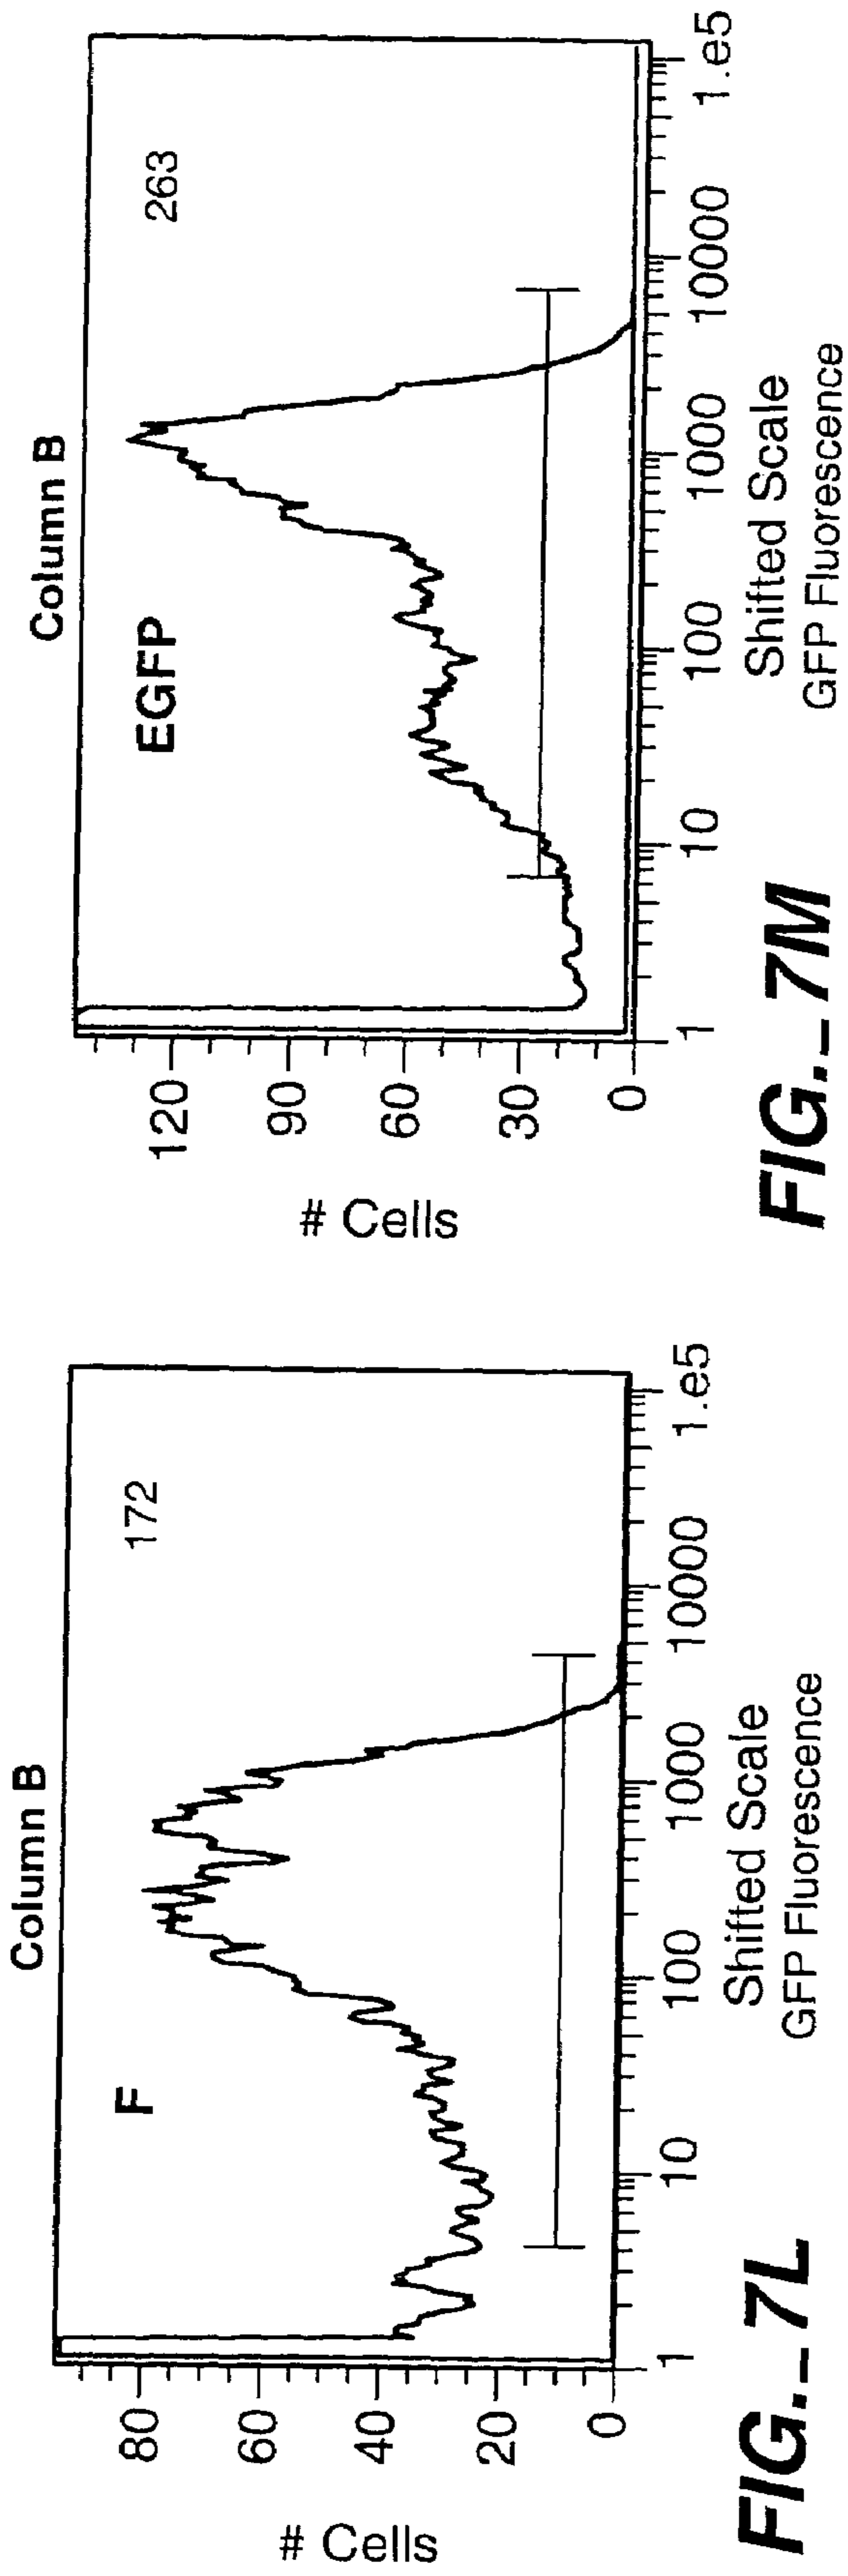 Column B
F
172
80
60
40
20
0
# Cells
1
10
100
1000
10000
1.e5
Shifted Scale
GFP Fluorescence
FIG._7L
Column B
EGFP
263
120
90
60
30
0
# Cells
1
10
100
1000
10000
1.e5
Shifted Scale
GFP Fluorescence
FIG._7M